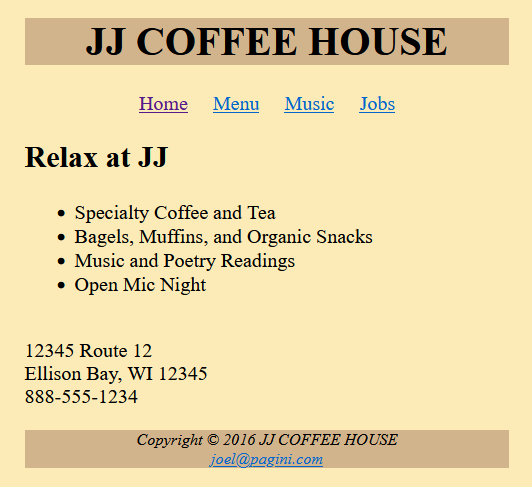 JJ COFFEE HOUSE
Home Menu Music Jobs
Relax at JJ
• Specialty Coffee and Tea
• Bagels, Muffins, and Organic Snacks
• Music and Poetry Readings
• Open Mic Night
12345 Route 12
Ellison Bay, WI 12345
888-555-1234
Copyright © 2016 JJ COFFEE HOUSE
joel@pagini.com